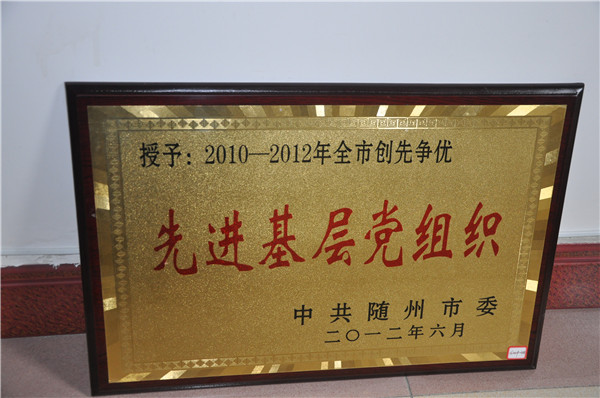 授予：2010—2012年全市创先争优
先进基层党组织
中共随州市委
二〇一二年六月